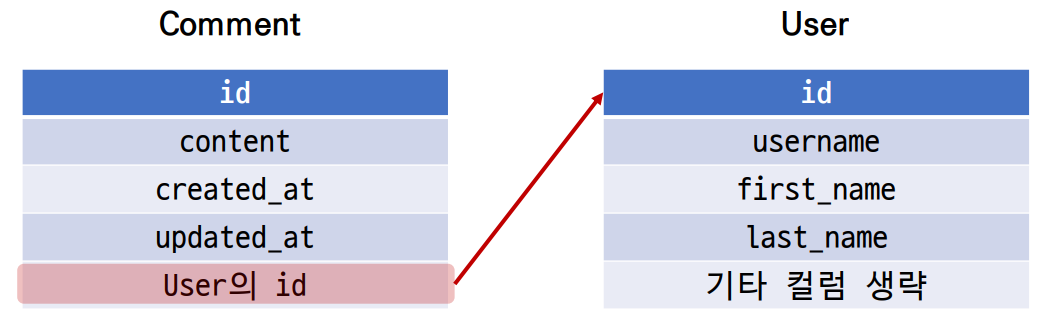 Comment
id
content
created_at
updated_at
User의 id
User
id
username
first_name
last_name
기타 컬럼 생략